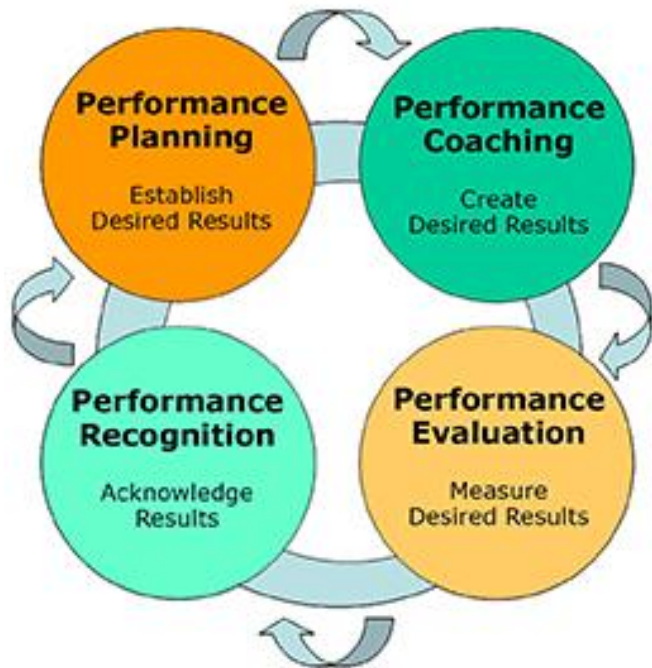 Performance
Planning
Establish
Desired Results
Performance
Coaching
Create
Desired Results
Performance
Recognition
Acknowledge
Results
Performance
Evaluation
Measure
Desired Results